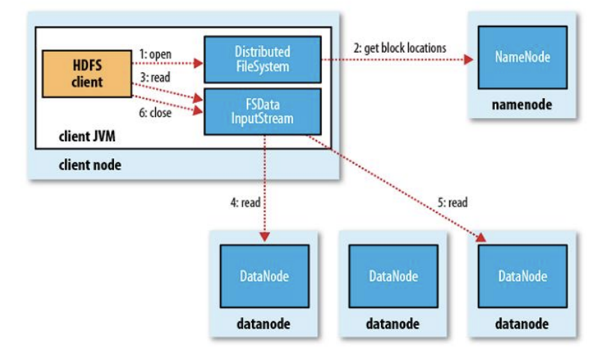 HDFS
client
1: open
3: read
6: close
Distributed
FileSystem
FSData
InputStream
client JVM
client node
2: get block locations
NameNode
namenode
4: read
5: read
DataNode
datanode
DataNode
datanode
DataNode
datanode